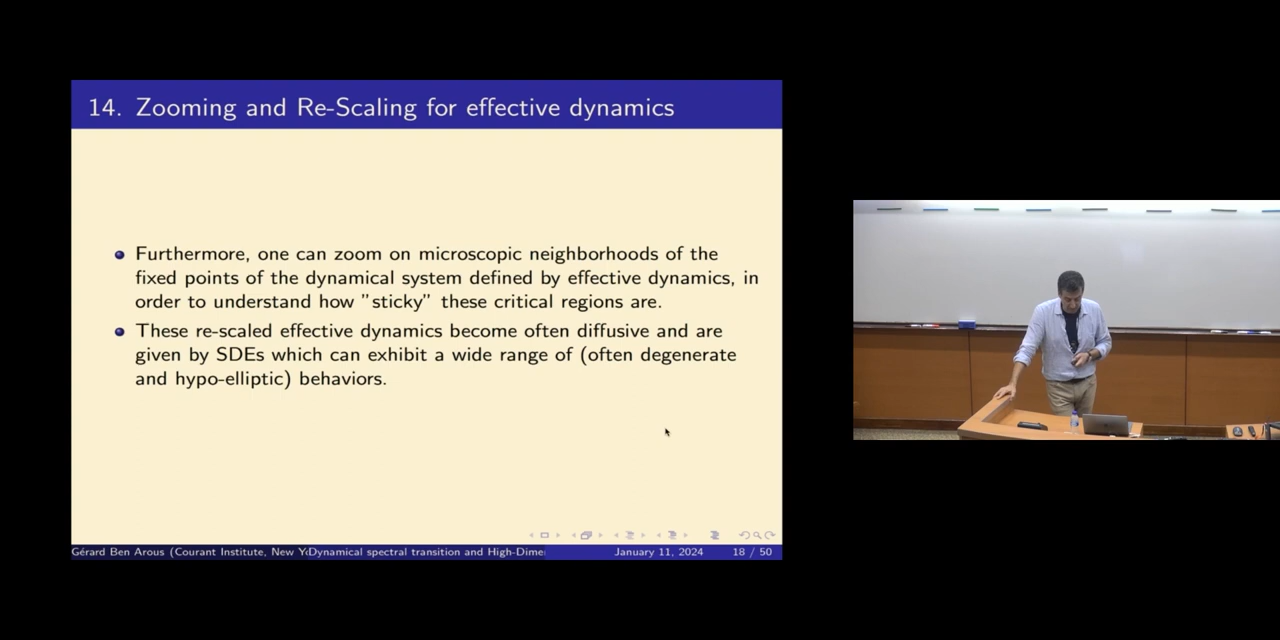 14. Zooming and Re-Scaling for effective dynamics
Furthermore, one can zoom on microscopic neighborhoods of the
fixed points of the dynamical system defined by effective dynamics, in
order to understand how "sticky" these critical regions are.
These re-scaled effective dynamics become often diffusive and are
given by SDEs which can exhibit a wide range of (often degenerate
and hypo-elliptic) behaviors.
Gérard Ben Arous (Courant Institute, New Y Dynamical spectral transition and High-Dime January 11, 2024 18 / 50